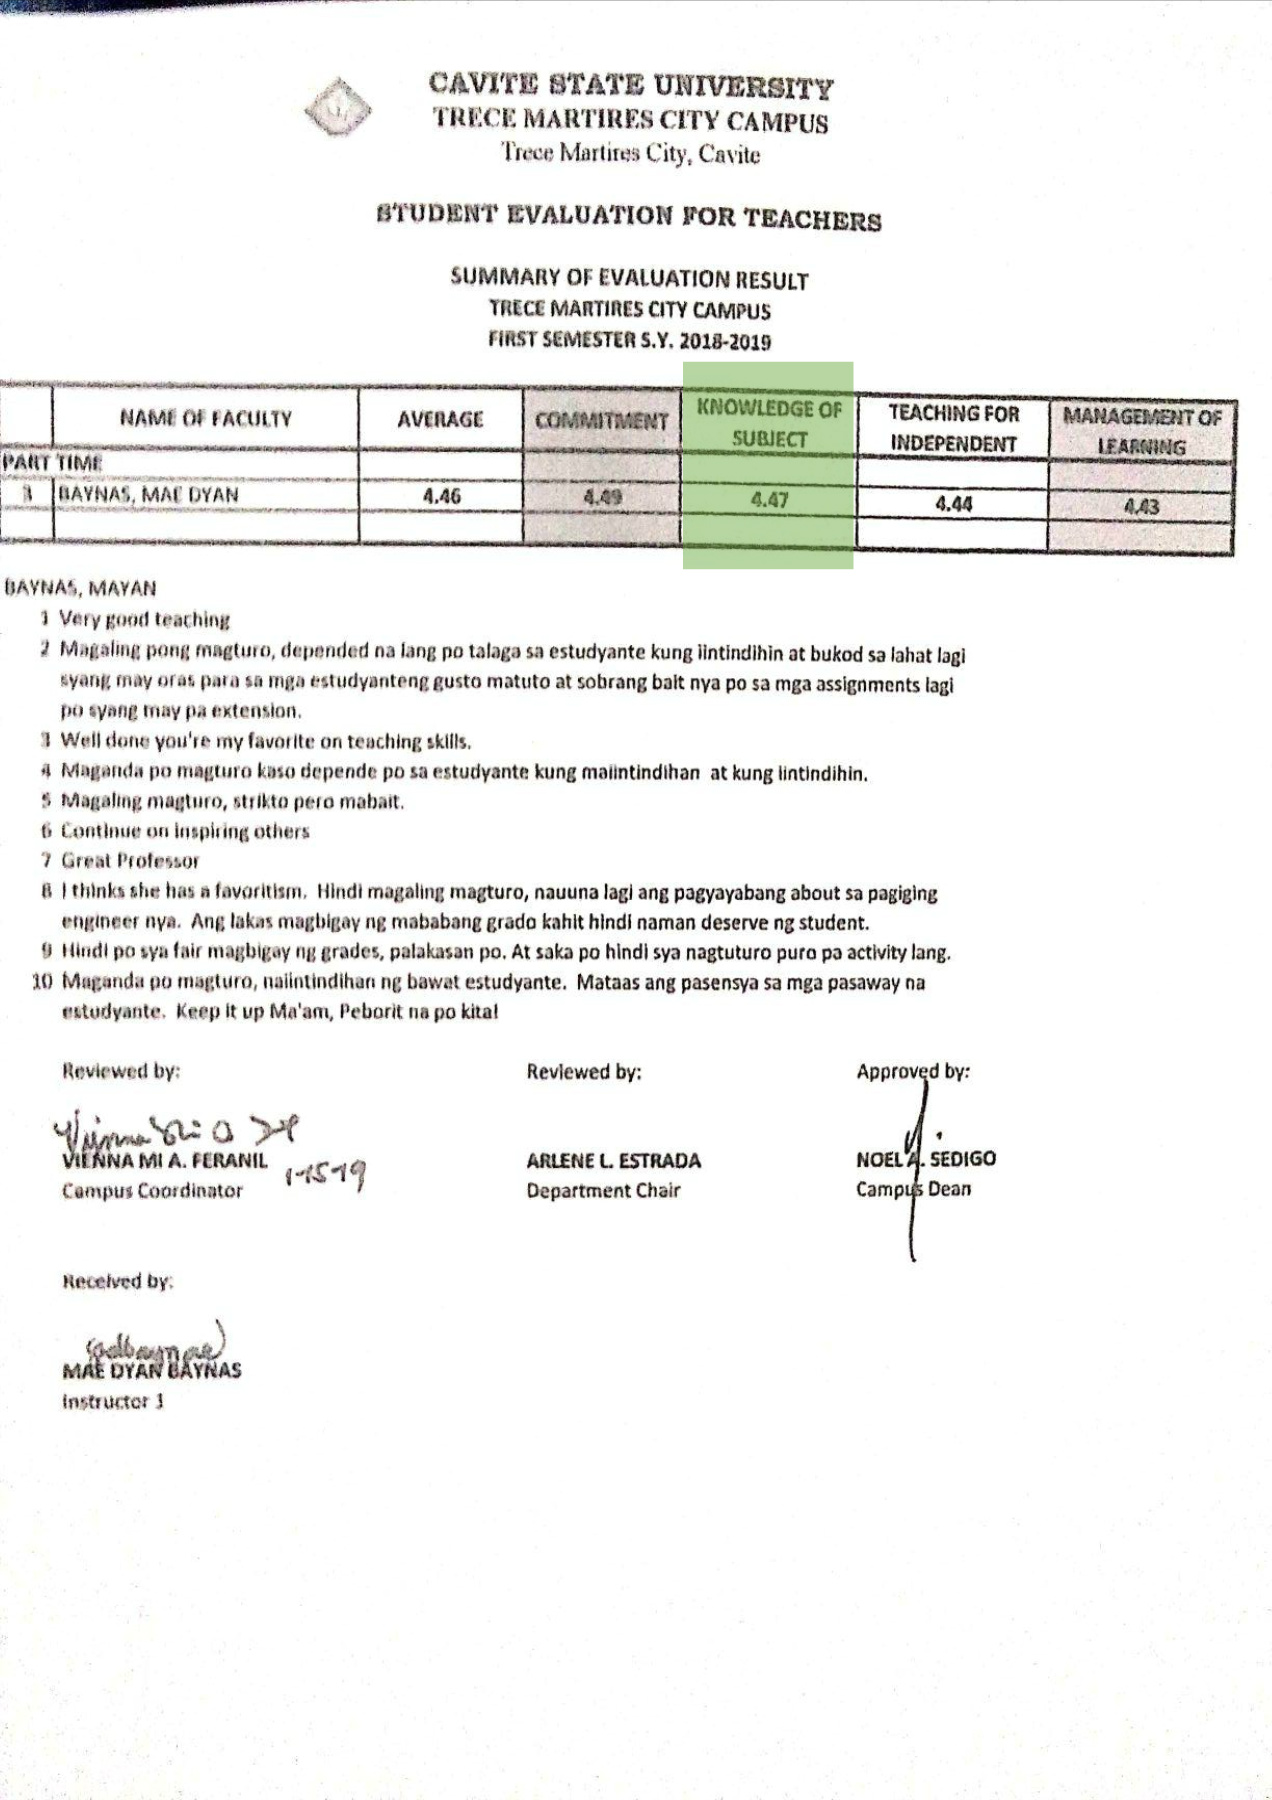 CAVITE STATE UNIVERSITY
TRECE MARTIRES CITY CAMPUS
Trece Martires City, Cavite
STUDENT EVALUATION FOR TEACHERS
SUMMARY OF EVALUATION RESULT
TRECE MARTIRES CITY CAMPUS
FIRST SEMESTER S.Y. 2018-2019
NAME OF FACULTY AVERAGE COMMITMENT KNOWLEDGE OF SUBJECT TEACHING FOR INDEPENDENT MANAGEMENT OF LEARNING
PART TIME
3 BAYNAS, MAE DYAN 4.46 4.49 4.47 4.44 4.43
BAYNAS, MAYAN
1 Very good teaching
2 Magaling pong magturo, depended na lang po talaga sa estudyante kung iintindihin at bukod sa lahat lagi
syang may oras para sa mga estudyanteng gusto matuto at sobrang bait nya po sa mga assignments lagi
po syang may pa extension.
3 Well done you're my favorite on teaching skills.
4 Maganda po magturo kaso depende po sa estudyante kung maiintindihan at kung iintindihin.
5 Magaling magturo, strikto pero mabait.
6 Continue on inspiring others
7 Great Professor
8 I thinks she has a favoritism. Hindi magaling magturo, nauuna lagi ang pagyayabang about sa pagiging
engineer nya. Ang lakas magbigay ng mababang grado kahit hindi naman deserve ng student.
9 Hindi po sya fair magbigay ng grades, palakasan po. At saka po hindi sya nagtuturo puro pa activity lang.
10 Maganda po magturo, naiintindihan ng bawat estudyante. Mataas ang pasensya sa mga pasaway na
estudyante. Keep it up Ma'am, Peborit na po kita!
Reviewed by: Reviewed by: Approved by:
VIENNA MI A. FERANIL ARLENE L. ESTRADA NOEL A. SEDIGO
1-15-19
Campus Coordinator Department Chair Campus Dean
Received by:
MAE DYAN BAYNAS
Instructor 1